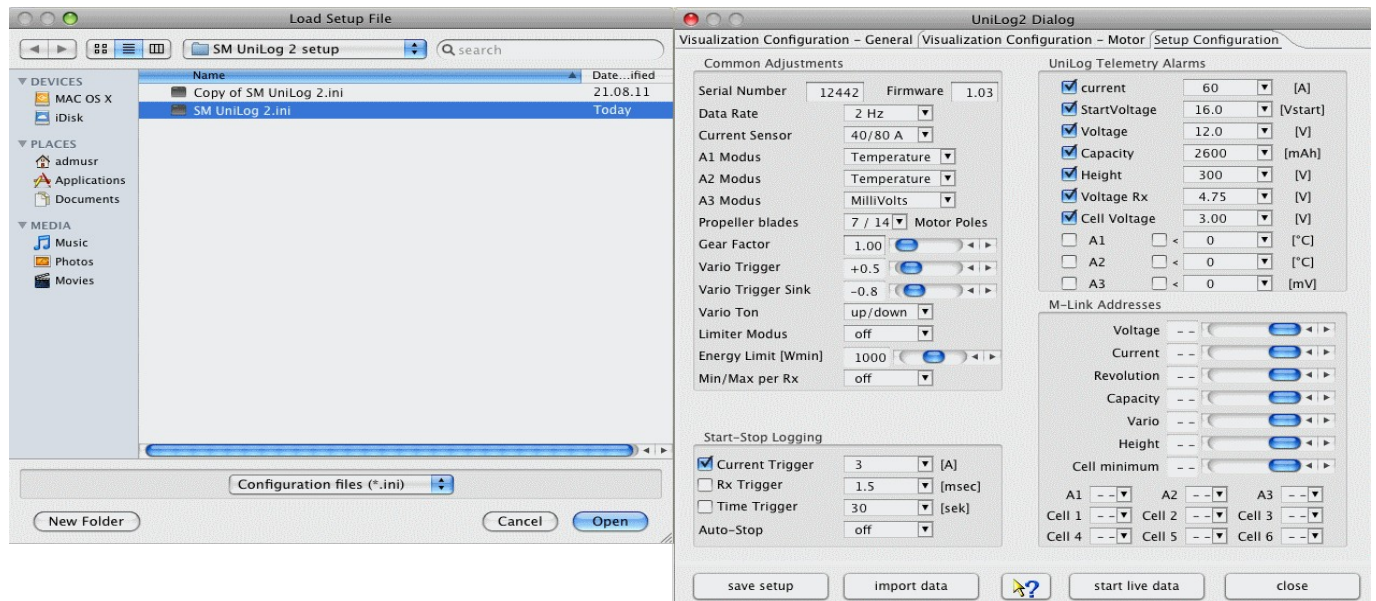 Load Setup File
SM UniLog 2 setup
search
DEVICES
MAC OS X
iDisk
PLACES
admusr
Applications
Documents
MEDIA
Music
Photos
Movies
Name Date...ified
Copy of SM UniLog 2.ini 21.08.11
SM UniLog 2.ini Today
Configuration files (*.ini)
New Folder Cancel Open
UniLog2 Dialog
Visualization Configuration - General Visualization Configuration - Motor Setup Configuration
Common Adjustments
Serial Number 12442 Firmware 1.03
Data Rate 2 Hz
Current Sensor 40/80 A
A1 Modus Temperature
A2 Modus Temperature
A3 Modus MilliVolts
Propeller blades 7 / 14 Motor Poles
Gear Factor 1.00
Vario Trigger +0.5
Vario Trigger Sink -0.8
Vario Ton up/down
Limiter Modus off
Energy Limit [Wmin] 1000
Min/Max per Rx off
Start-Stop Logging
Current Trigger 3 [A]
Rx Trigger 1.5 [msec]
Time Trigger 30 [sek]
Auto-Stop off
UniLog Telemetry Alarms
current 60 [A]
StartVoltage 16.0 [Vstart]
Voltage 12.0 [V]
Capacity 2600 [mAh]
Height 300 [V]
Voltage Rx 4.75 [V]
Cell Voltage 3.00 [V]
A1 < 0 [°C]
A2 < 0 [°C]
A3 < 0 [mV]
M-Link Addresses
Voltage - -
Current - -
Revolution - -
Capacity - -
Vario - -
Height - -
Cell minimum - -
A1 - - A2 - - A3 - -
Cell 1 - - Cell 2 - - Cell 3 - -
Cell 4 - - Cell 5 - - Cell 6 - -
save setup import data ? start live data close